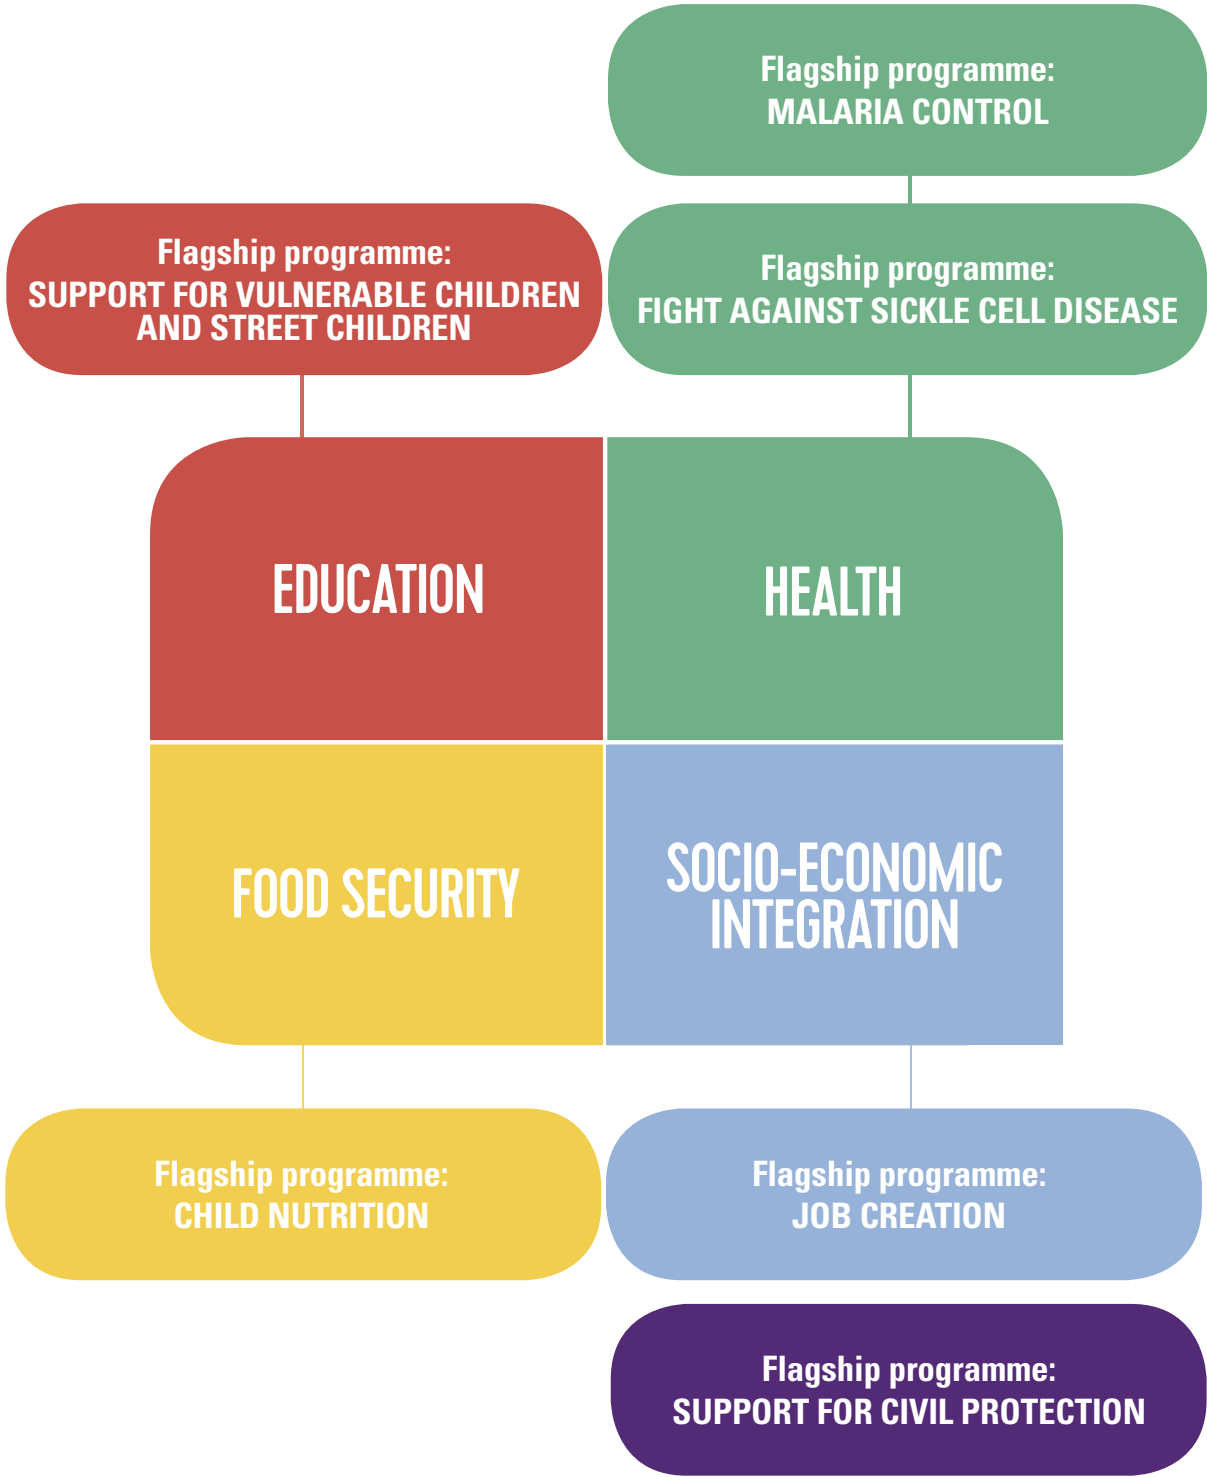 Flagship programme:
MALARIA CONTROL
Flagship programme:
SUPPORT FOR VULNERABLE CHILDREN
AND STREET CHILDREN
Flagship programme:
FIGHT AGAINST SICKLE CELL DISEASE
EDUCATION
HEALTH
FOOD SECURITY
SOCIO-ECONOMIC
INTEGRATION
Flagship programme:
CHILD NUTRITION
Flagship programme:
JOB CREATION
Flagship programme:
SUPPORT FOR CIVIL PROTECTION